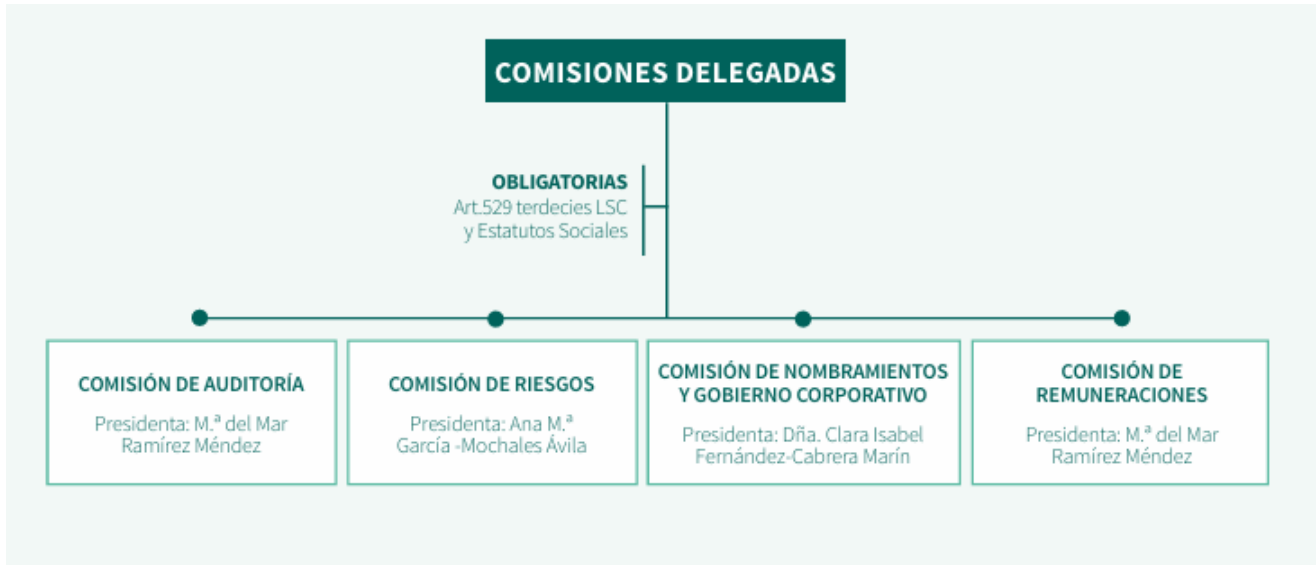 COMISIONES DELEGADAS
OBLIGATORIAS
Art.529 terdecies LSC
y Estatutos Sociales
COMISIÓN DE AUDITORÍA
Presidenta: M.ª del Mar
Ramírez Méndez
COMISIÓN DE RIESGOS
Presidenta: Ana M.ª
García -Mochales Ávila
COMISIÓN DE NOMBRAMIENTOS
Y GOBIERNO CORPORATIVO
Presidenta: Dña. Clara Isabel
Fernández-Cabrera Marín
COMISIÓN DE
REMUNERACIONES
Presidenta: M.ª del Mar
Ramírez Méndez